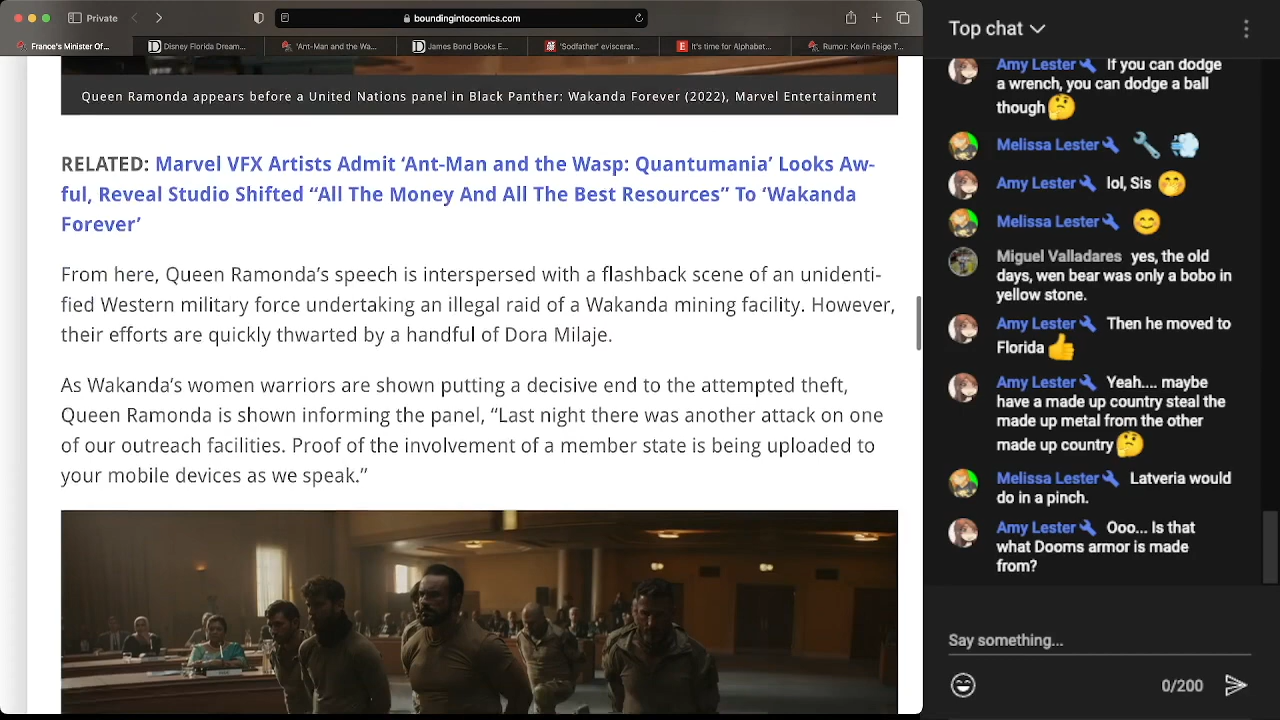 Private
boundingintocomics.com
France's Minister Of...
Disney Florida Dream...
'Ant-Man and the Wa...
James Bond Books E...
'Sodfather' eviscerat...
It's time for Alphabet...
Rumor: Kevin Feige T...
Queen Ramonda appears before a United Nations panel in Black Panther: Wakanda Forever (2022), Marvel Entertainment
RELATED: Marvel VFX Artists Admit ‘Ant-Man and the Wasp: Quantumania’ Looks Aw-
ful, Reveal Studio Shifted “All The Money And All The Best Resources” To ‘Wakanda
Forever’
From here, Queen Ramonda’s speech is interspersed with a flashback scene of an unidenti-
fied Western military force undertaking an illegal raid of a Wakanda mining facility. However,
their efforts are quickly thwarted by a handful of Dora Milaje.
As Wakanda’s women warriors are shown putting a decisive end to the attempted theft,
Queen Ramonda is shown informing the panel, “Last night there was another attack on one
of our outreach facilities. Proof of the involvement of a member state is being uploaded to
your mobile devices as we speak.”
Top chat
Amy Lester If you can dodge
a wrench, you can dodge a ball
though 🤔
Melissa Lester 🔧 💨
Amy Lester lol, Sis 🤭
Melissa Lester 😊
Miguel Valladares yes, the old
days, wen bear was only a bobo in
yellow stone.
Amy Lester Then he moved to
Florida 👍
Amy Lester Yeah.... maybe
have a made up country steal the
made up metal from the other
made up country 🤔
Melissa Lester Latveria would
do in a pinch.
Amy Lester Ooo... Is that
what Dooms armor is made
from?
Say something...
0/200